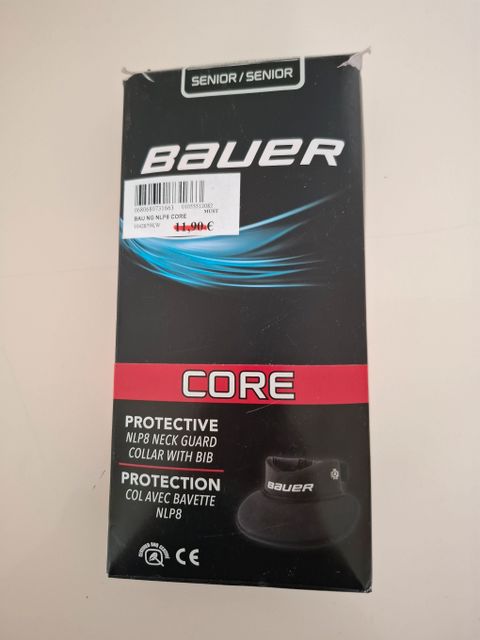 SENIOR/SENIOR
BAUER
BAU NG NLP8 CORE
MUST
11,90 €
CORE
PROTECTIVE
NLP8 NECK GUARD
COLLAR WITH BIB
PROTECTION
COL AVEC BAVETTE
NLP8
BAUER
CE